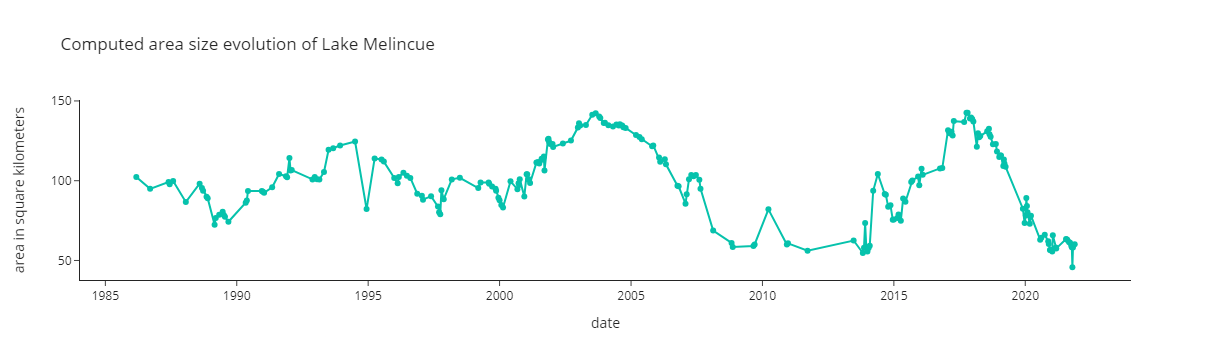 Computed area size evolution of Lake Melincue
area in square kilometers
150
100
50
1985 1990 1995 2000 2005 2010 2015 2020
date